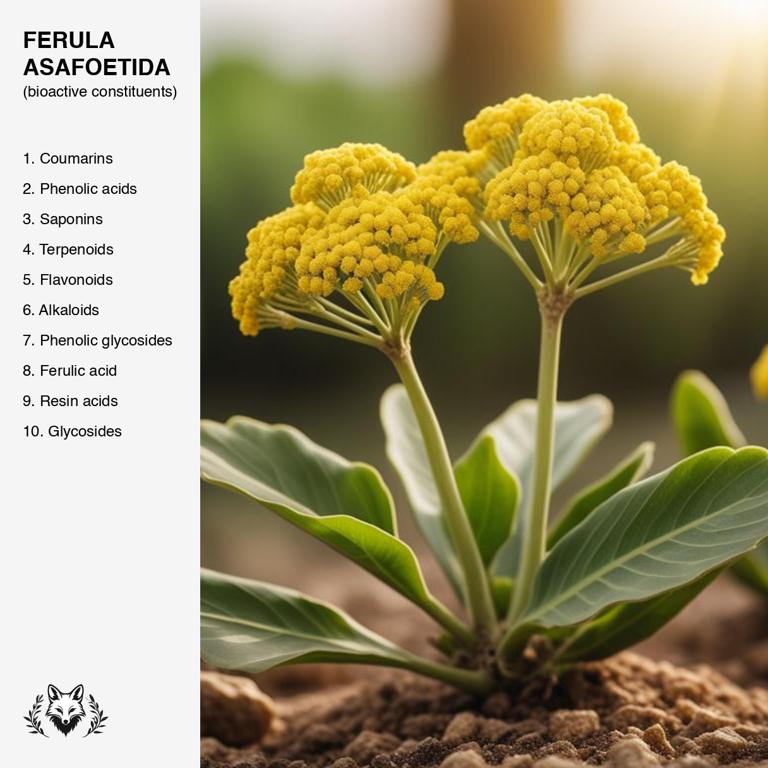 FERULA
ASAFOETIDA
(bioactive constituents)
1. Coumarins
2. Phenolic acids
3. Saponins
4. Terpenoids
5. Flavonoids
6. Alkaloids
7. Phenolic glycosides
8. Ferulic acid
9. Resin acids
10. Glycosides